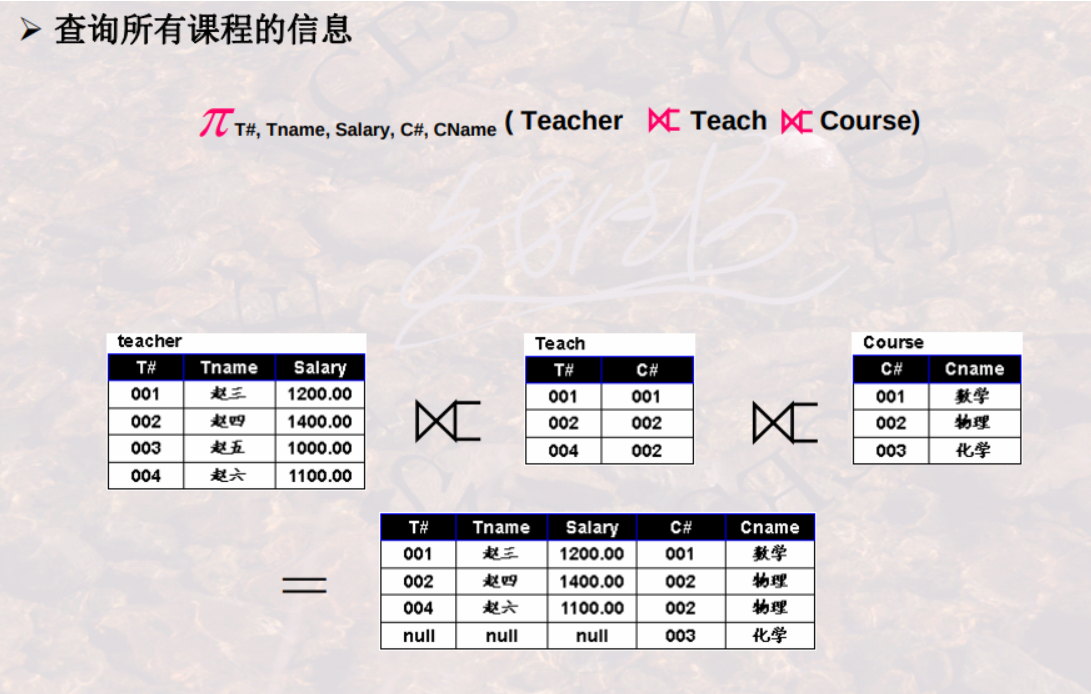 ➢ 查询所有课程的信息
π T#, Tname, Salary, C#, CName ( Teacher ⟖ Teach ⟖ Course)
teacher
T# Tname Salary
001 赵三 1200.00
002 赵四 1400.00
003 赵五 1000.00
004 赵六 1100.00
⟖
Teach
T# C#
001 001
002 002
004 002
⟖
Course
C# Cname
001 数学
002 物理
003 化学
=
T# Tname Salary C# Cname
001 赵三 1200.00 001 数学
002 赵四 1400.00 002 物理
004 赵六 1100.00 002 物理
null null null 003 化学